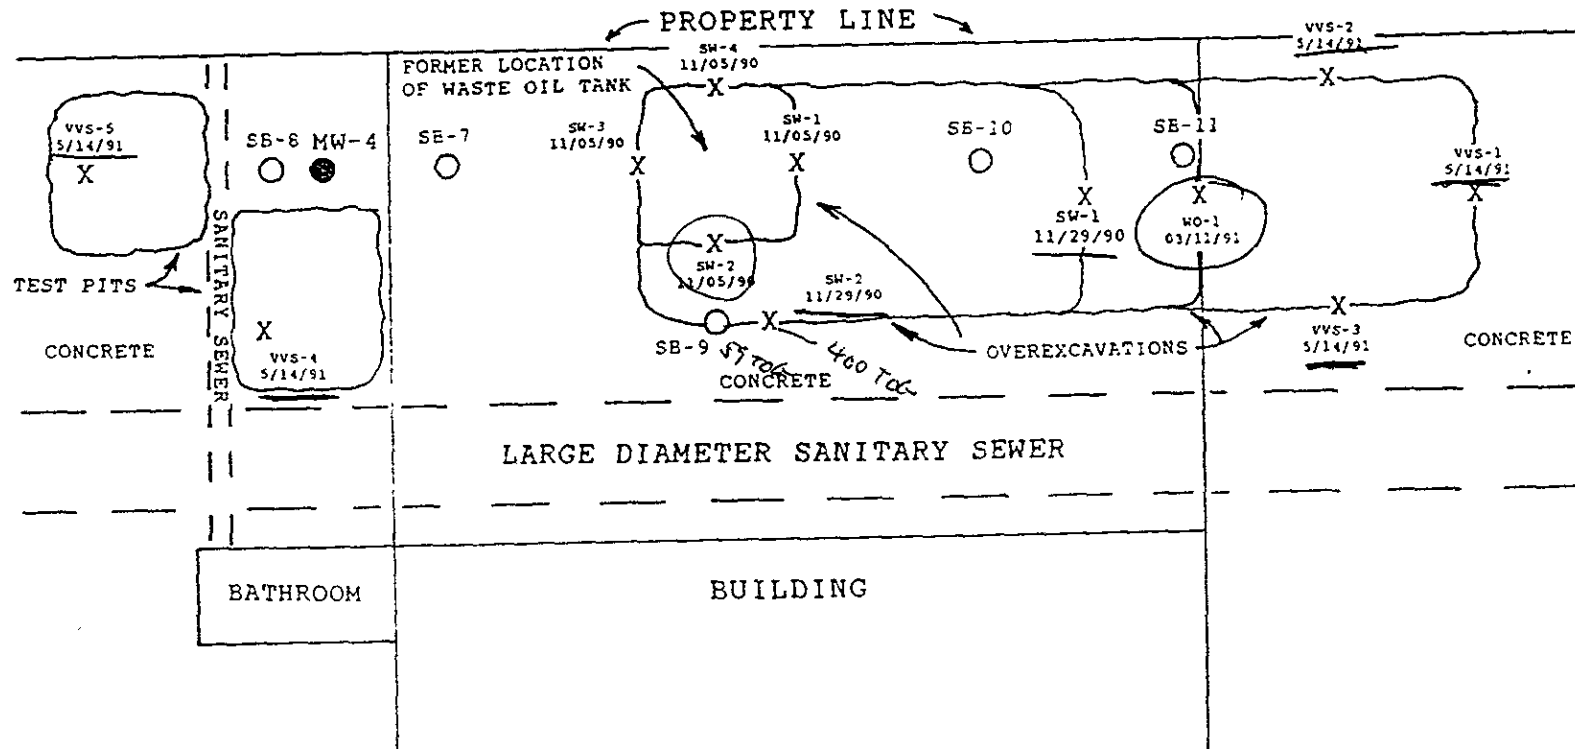 PROPERTY LINE
VVS-2
5/14/91
SW-4
11/05/90
FORMER LOCATION
OF WASTE OIL TANK
VVS-5
5/14/91
SB-8 MW-4
SB-7
SW-3
11/05/90
SW-1
11/05/90
SB-10
SB-11
VVS-1
5/14/91
SW-1
11/29/90
WO-1
03/11/91
SW-2
11/05/90
SW-2
11/29/90
TEST PITS
SANITARY SEWER
CONCRETE
VVS-4
5/14/91
SB-9
400 TOG
OVEREXCAVATIONS
VVS-3
5/14/91
CONCRETE
CONCRETE
LARGE DIAMETER SANITARY SEWER
BATHROOM
BUILDING